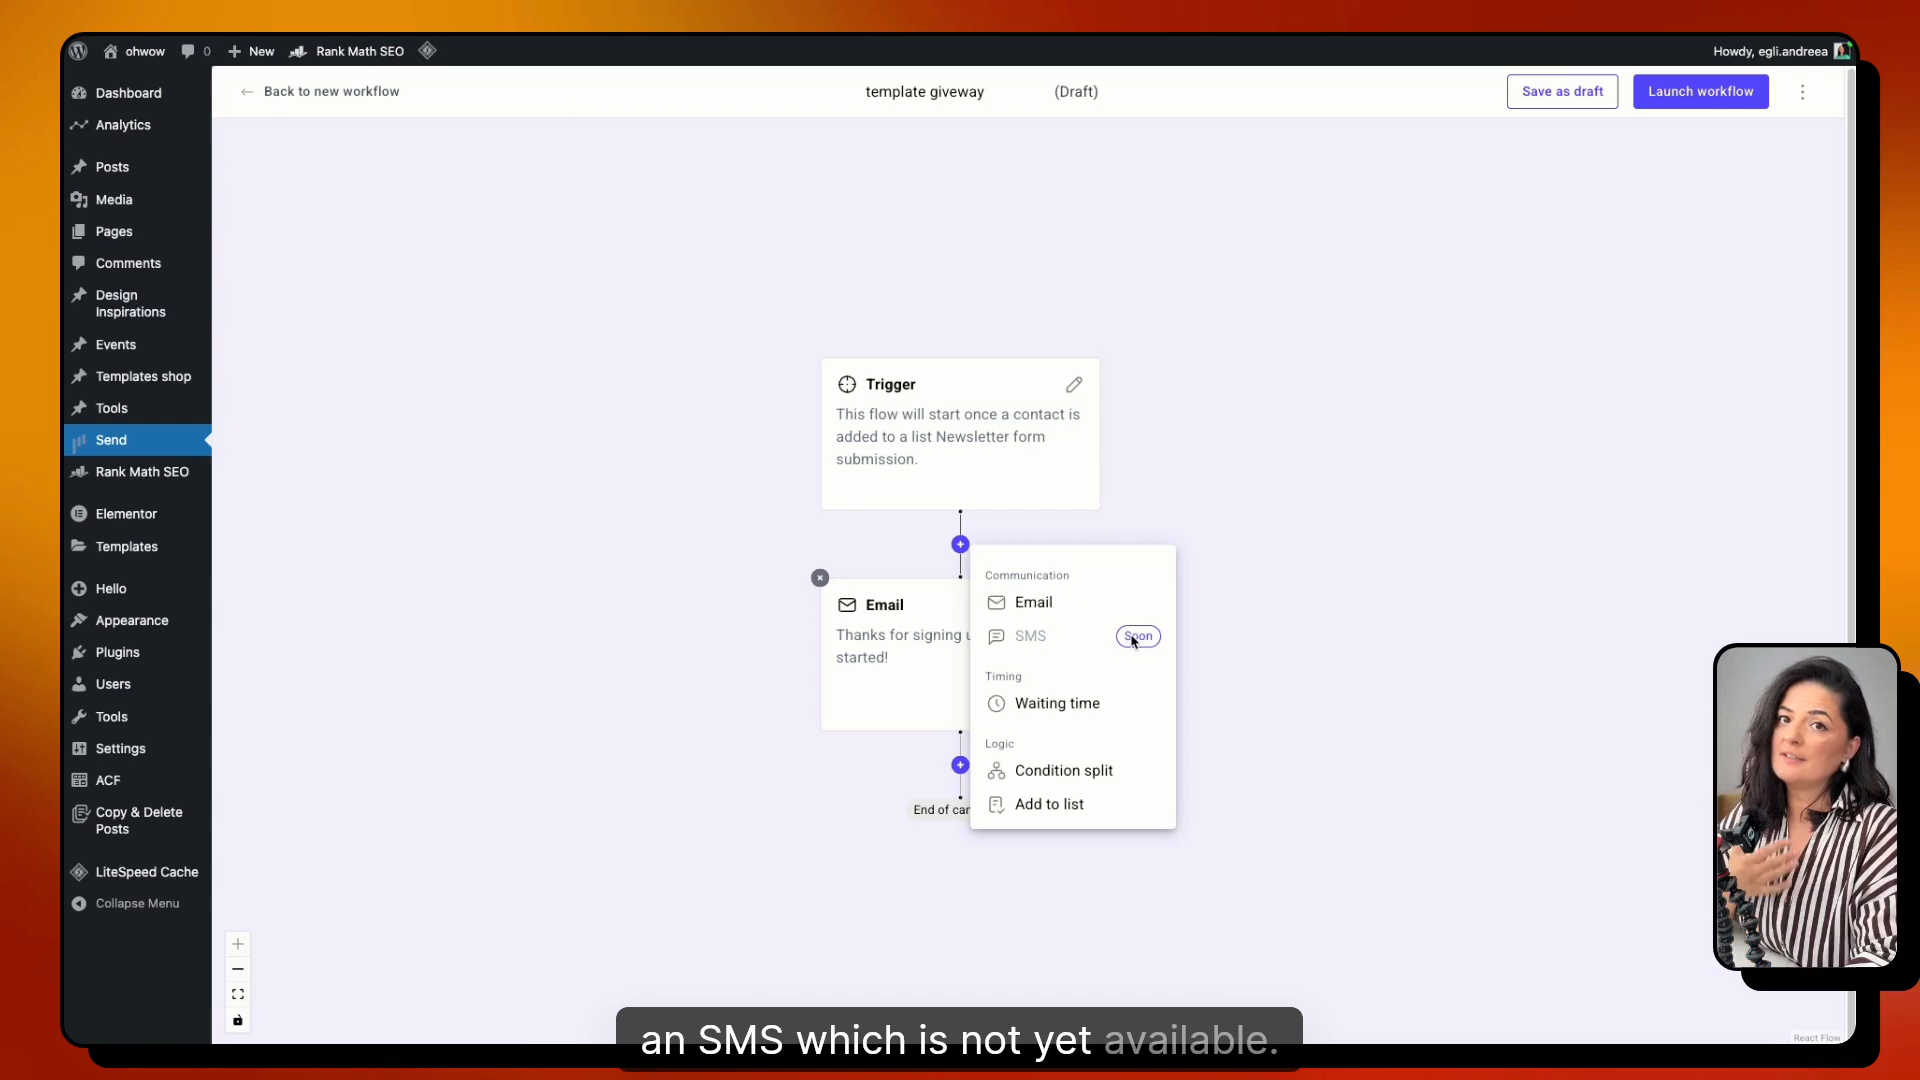 ohwow
0
New
Rank Math SEO
Howdy, egli.andreea
Dashboard
Analytics
Posts
Media
Pages
Comments
Design
Inspirations
Events
Templates shop
Tools
Send
Rank Math SEO
Elementor
Templates
Hello
Appearance
Plugins
Users
Tools
Settings
ACF
Copy & Delete
Posts
LiteSpeed Cache
Collapse Menu
Back to new workflow
template giveway
(Draft)
Save as draft
Launch workflow
Trigger
This flow will start once a contact is
added to a list Newsletter form
submission.
Email
Thanks for signing
started!
End of
Communication
Email
SMS
Soon
Timing
Waiting time
Logic
Condition split
Add to list
React Flow
an SMS which is not yet available.